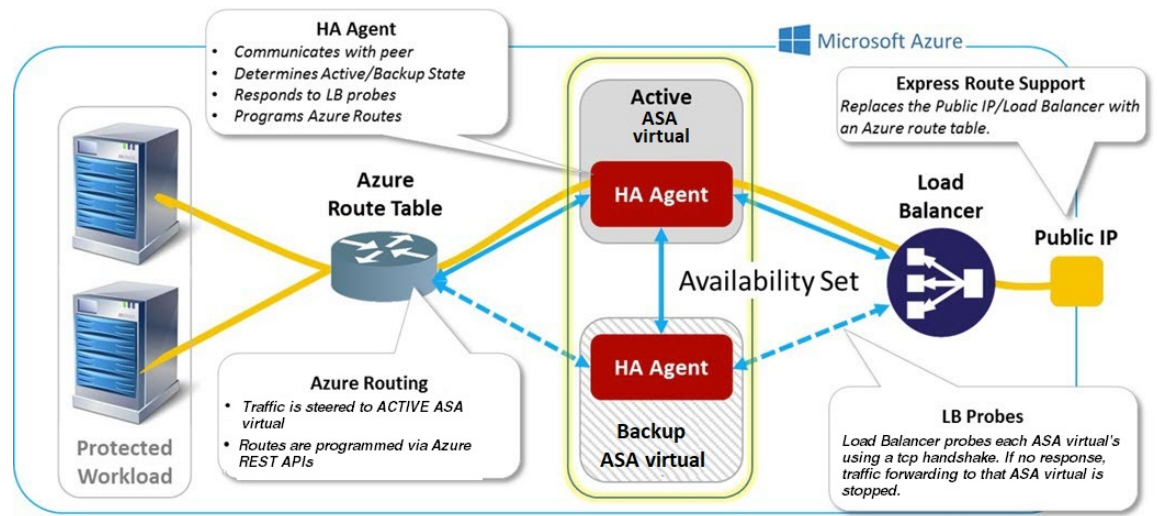 HA Agent
• Communicates with peer
• Determines Active/Backup State
• Responds to LB probes
• Programs Azure Routes
Microsoft Azure
Express Route Support
Replaces the Public IP/Load Balancer with
an Azure route table.
Active
ASA
virtual
HA Agent
Azure
Route Table
Load
Balancer
Public IP
Availability Set
HA Agent
Backup
ASA virtual
Protected
Workload
Azure Routing
• Traffic is steered to ACTIVE ASA
virtual
• Routes are programmed via Azure
REST APIs
LB Probes
Load Balancer probes each ASA virtual's
using a tcp handshake. If no response,
traffic forwarding to that ASA virtual is
stopped.